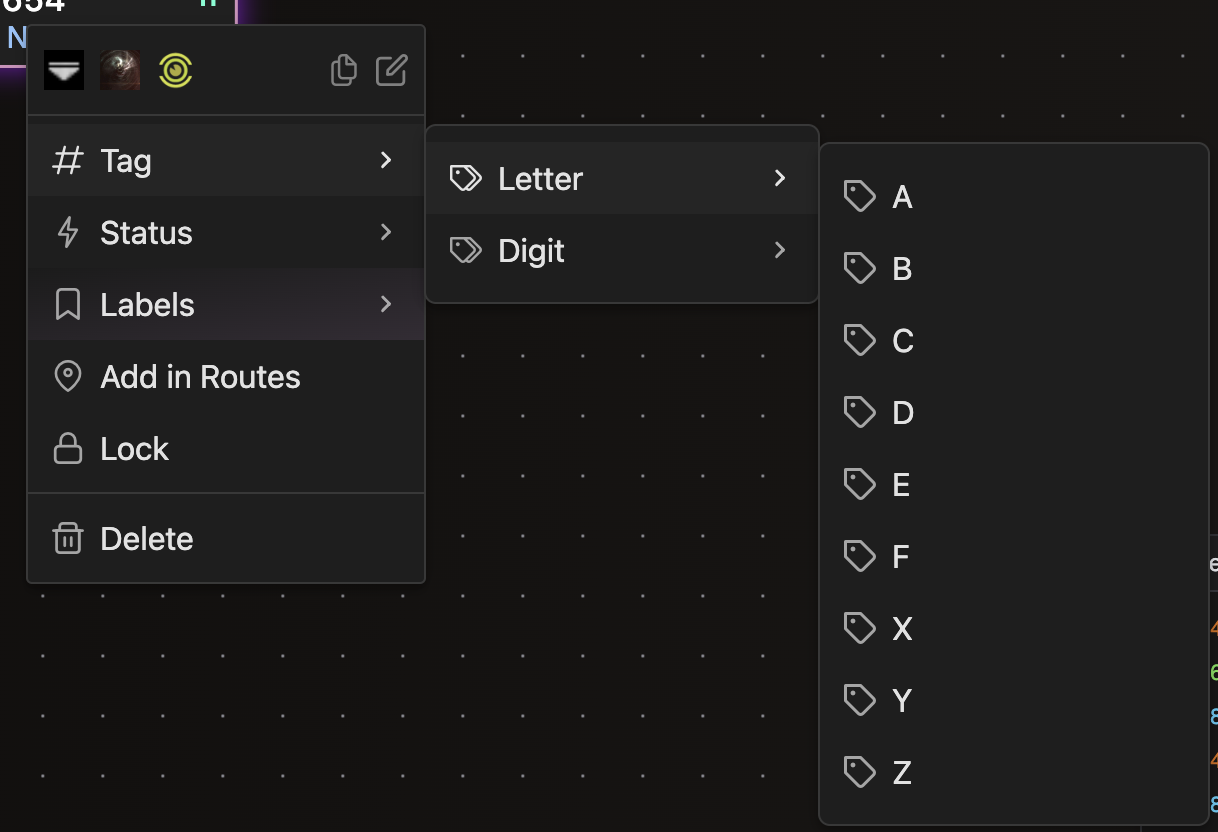 654
N
Tag
Status
Labels
Add in Routes
Lock
Delete
Letter
Digit
A
B
C
D
E
F
X
Y
Z